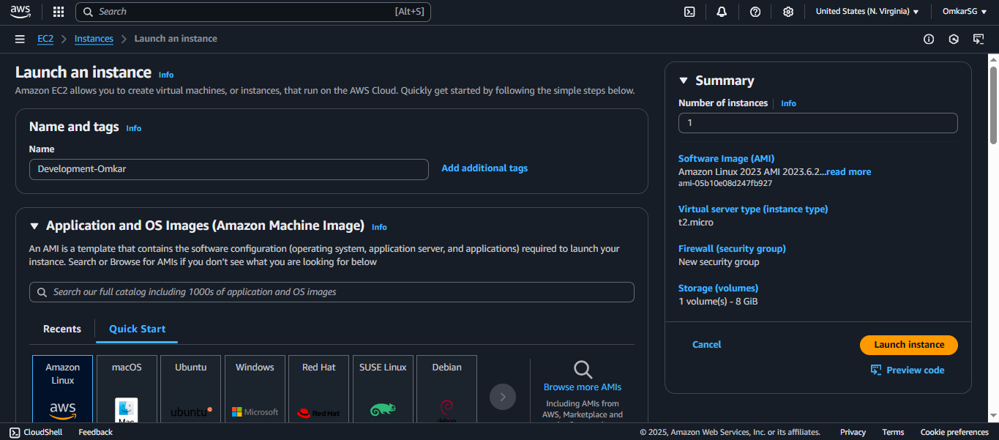 aws
Search
[Alt+S]
United States (N. Virginia)
OmkarSG
EC2
Instances
Launch an instance
Launch an instance Info
Amazon EC2 allows you to create virtual machines, or instances, that run on the AWS Cloud. Quickly get started by following the simple steps below.
Name and tags Info
Name
Development-Omkar
Add additional tags
Application and OS Images (Amazon Machine Image) Info
An AMI is a template that contains the software configuration (operating system, application server, and applications) required to launch your
instance. Search or Browse for AMIs if you don't see what you are looking for below
Search our full catalog including 1000s of application and OS images
Recents
Quick Start
Amazon
Linux
aws
macOS
Mac
Ubuntu
ubuntu
Windows
Microsoft
Red Hat
Red Hat
SUSE Linux
Debian
debian
Browse more AMIs
Including AMIs from
AWS, Marketplace and
Summary
Number of instances Info
1
Software Image (AMI)
Amazon Linux 2023 AMI 2023.6.2...read more
ami-05b10e08d247fb927
Virtual server type (instance type)
t2.micro
Firewall (security group)
New security group
Storage (volumes)
1 volume(s) - 8 GiB
Cancel
Launch instance
Preview code
CloudShell
Feedback
© 2025, Amazon Web Services, Inc. or its affiliates.
Privacy
Terms
Cookie preferences